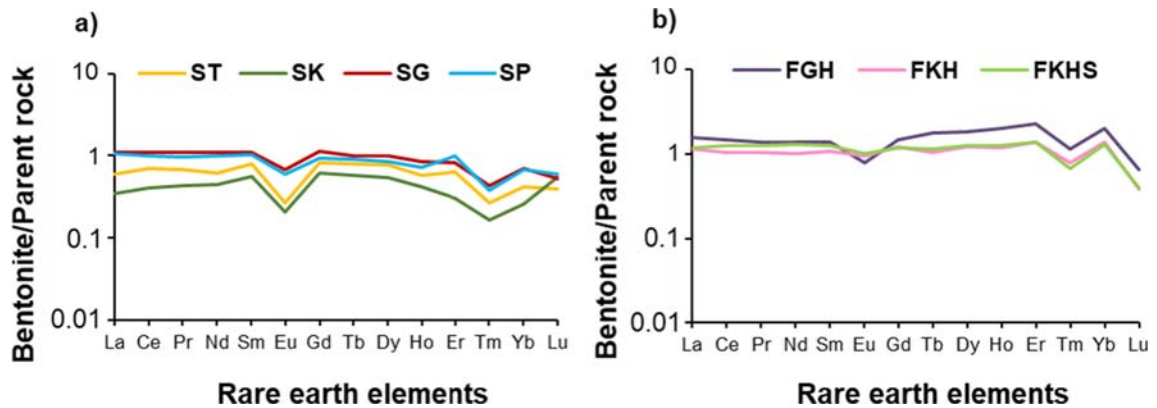 a)
ST SK SG SP
Bentonite/Parent rock
10
1
0.1
0.01
La Ce Pr Nd Sm Eu Gd Tb Dy Ho Er Tm Yb Lu
Rare earth elements
b)
FGH FKH FKHS
Bentonite/Parent rock
10
1
0.1
0.01
La Ce Pr Nd Sm Eu Gd Tb Dy Ho Er Tm Yb Lu
Rare earth elements